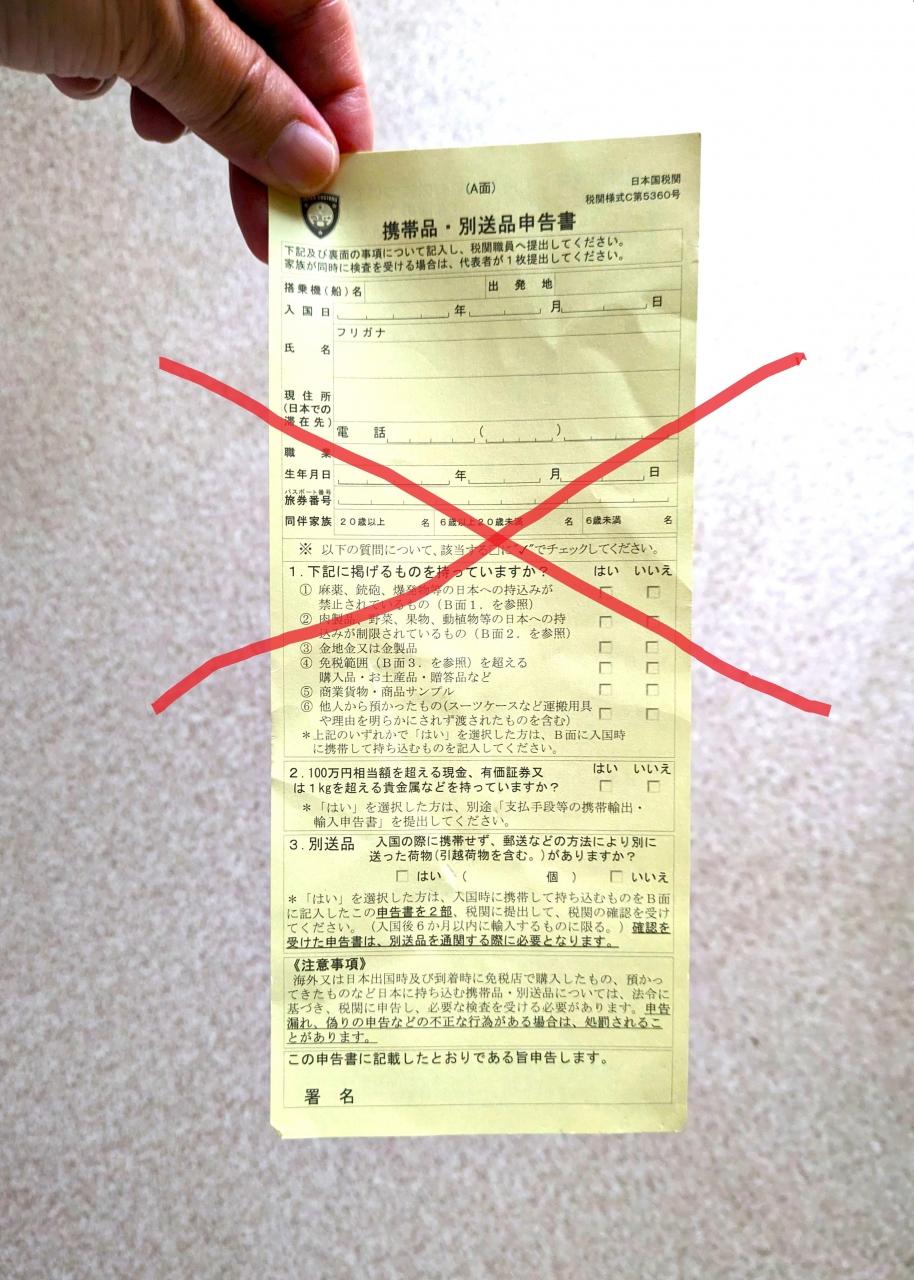 (A面)
日本国税関
税関様式C第5360号
携帯品・別送品申告書
下記及び裏面の事項について記入し、税関職員へ提出してください。
家族が同時に検査を受ける場合は、代表者が1枚提出してください。
搭乗機(船)名 出発地
入国日 年 月 日
フリガナ
氏名
現住所
(日本での
滞在先)
電話 ( )
職業
生年月日 年 月 日
パスポート番号
旅券番号
同伴家族 20歳以上 名 6歳以上20歳未満 名 6歳未満 名
※ 以下の質問について、該当する□に"✓"でチェックしてください。
1.下記に掲げるものを持っていますか? はい いいえ
① 麻薬、銃砲、爆発物等の日本への持込みが
禁止されているもの(B面1.を参照)
② 肉製品、野菜、果物、動植物等の日本への持
込みが制限されているもの(B面2.を参照)
③ 金地金又は金製品
④ 免税範囲(B面3.を参照)を超える
購入品・お土産品・贈答品など
⑤ 商業貨物・商品サンプル
⑥ 他人から預かったもの(スーツケースなど運搬用具
や理由を明らかにされず渡されたものを含む)
*上記のいずれかで「はい」を選択した方は、B面に入国時
に携帯して持ち込むものを記入してください。
2.100万円相当額を超える現金、有価証券又 はい いいえ
は1kgを超える貴金属などを持っていますか?
*「はい」を選択した方は、別途「支払手段等の携帯輸出・
輸入申告書」を提出してください。
3.別送品 入国の際に携帯せず、郵送などの方法により別に
送った荷物(引越荷物を含む。)がありますか?
□ はい ( 個 ) □ いいえ
*「はい」を選択した方は、入国時に携帯して持ち込むものをB面
に記入したこの申告書を2部、税関に提出して、税関の確認を受け
てください。(入国後6か月以内に輸入するものに限る。)確認を
受けた申告書は、別送品を通関する際に必要となります。
《注意事項》
海外又は日本出国時及び到着時に免税店で購入したもの、預かっ
てきたものなど日本に持ち込む携帯品・別送品については、法令に
基づき、税関に申告し、必要な検査を受ける必要があります。申告
漏れ、偽りの申告などの不正な行為がある場合は、処罰されるこ
とがあります。
この申告書に記載したとおりである旨申告します。
署名